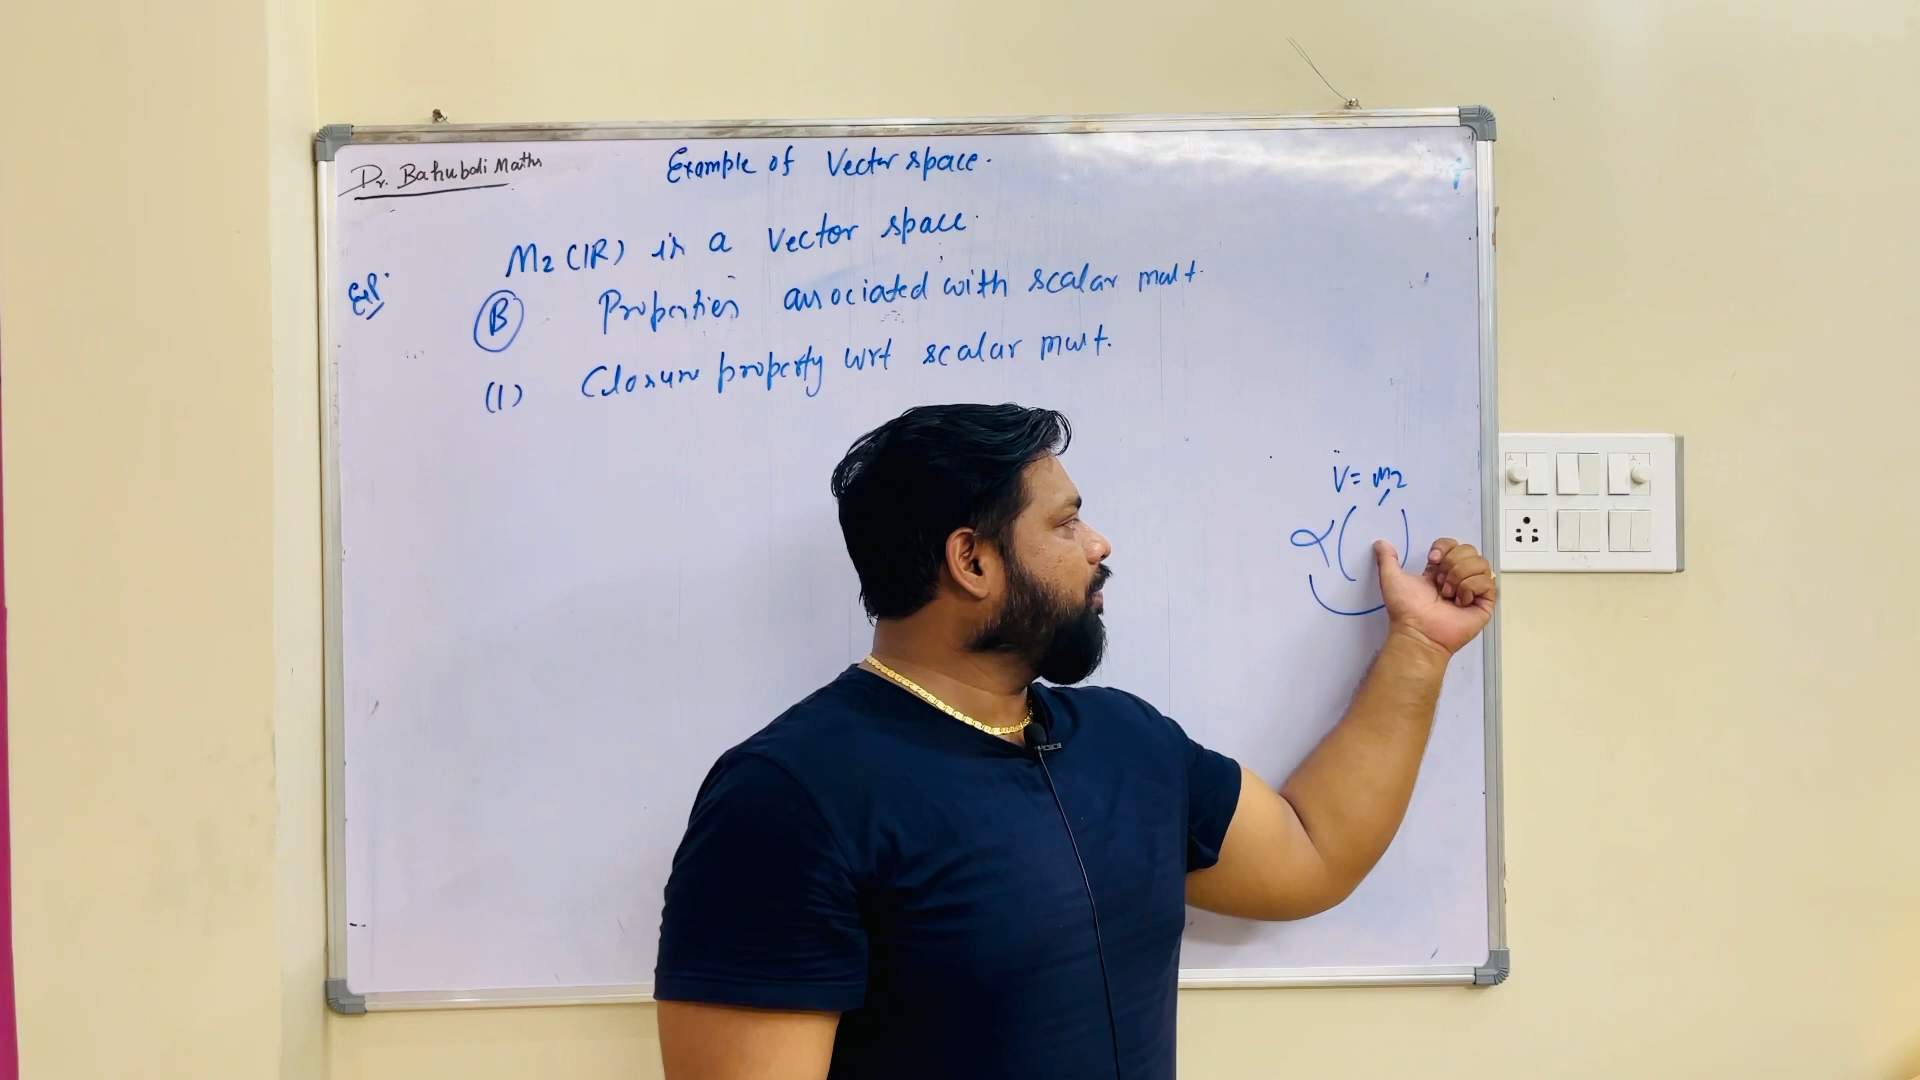 Dr. Bahubali Maths
Example of Vector space.
Exp. M2 (IR) is a vector space.
(B) Properties associated with scalar mult.
(1) Closure property wrt scalar mult.
V = M2
α ( )